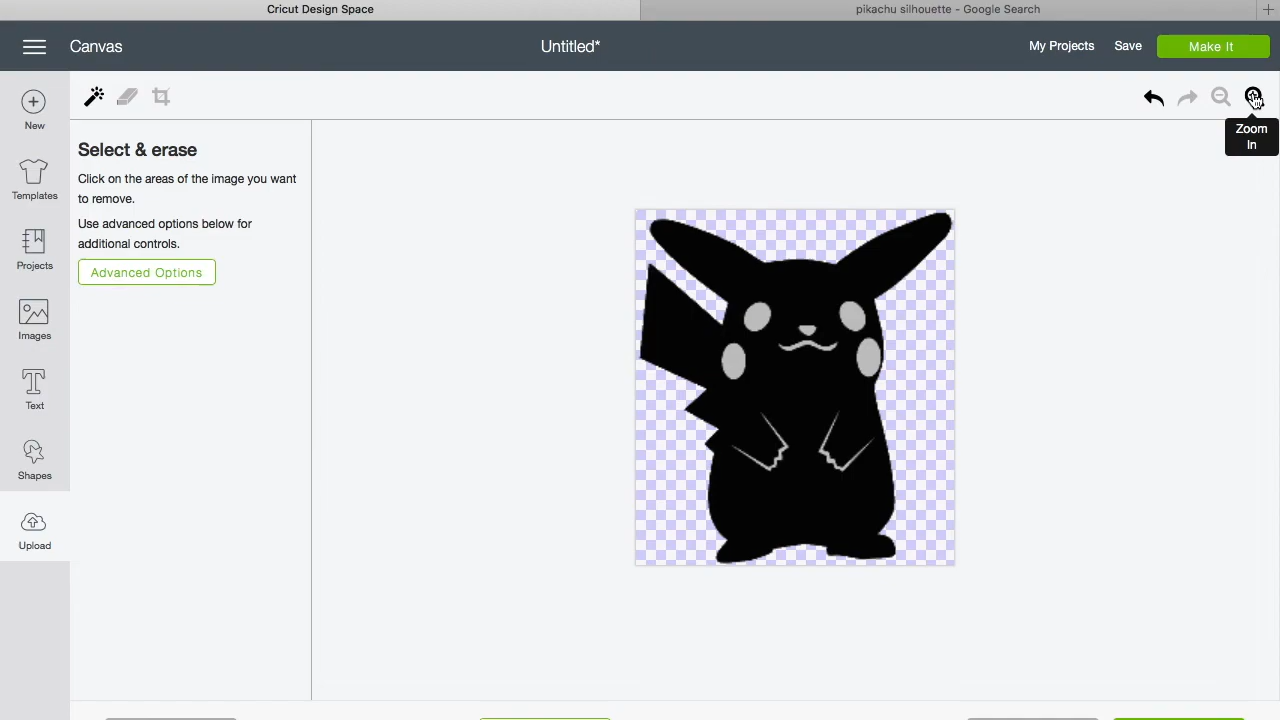 Cricut Design Space
pikachu silhouette - Google Search
Canvas
Untitled*
My Projects
Save
Make It
New
Templates
Projects
Images
Text
Shapes
Upload
Select & erase
Click on the areas of the image you want
to remove.
Use advanced options below for
additional controls.
Advanced Options
Zoom
In